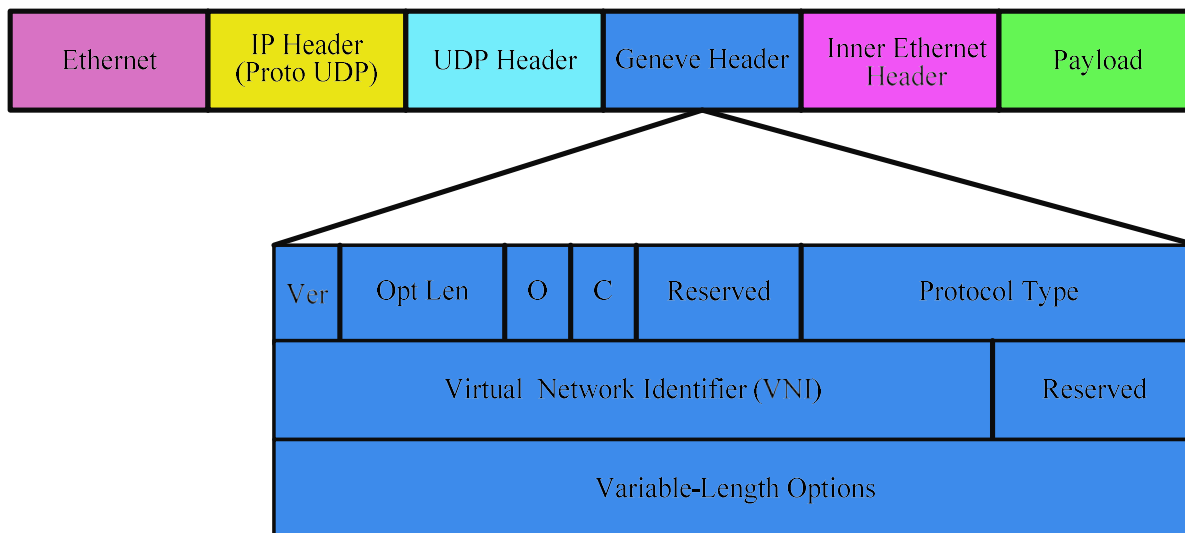 Ethernet
IP Header
(Proto UDP)
UDP Header
Geneve Header
Inner Ethernet
Header
Payload
Ver
Opt Len
O
C
Reserved
Protocol Type
Virtual Network Identifier (VNI)
Reserved
Variable-Length Options